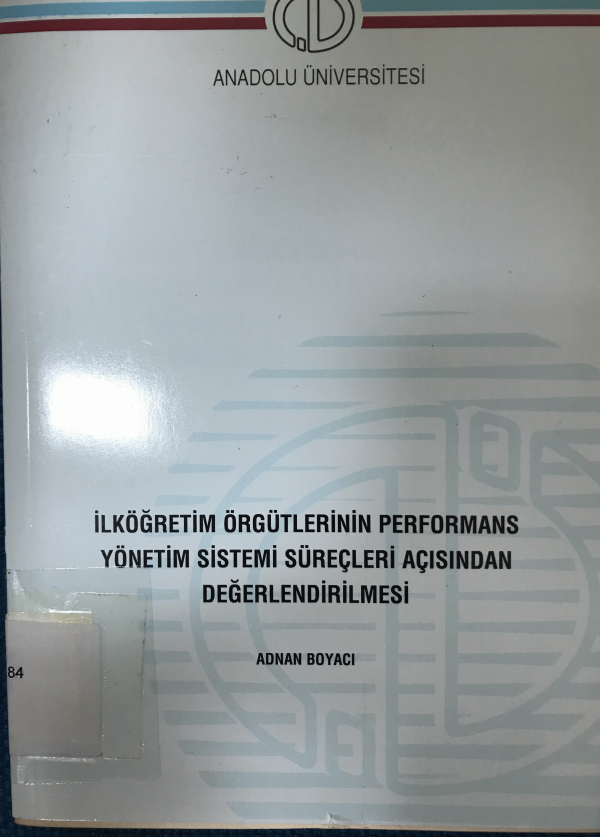 ANADOLU ÜNİVERSİTESİ
İLKÖĞRETİM ÖRGÜTLERİNİN PERFORMANS
YÖNETİM SİSTEMİ SÜREÇLERİ AÇISINDAN
DEĞERLENDİRİLMESİ
ADNAN BOYACI
84